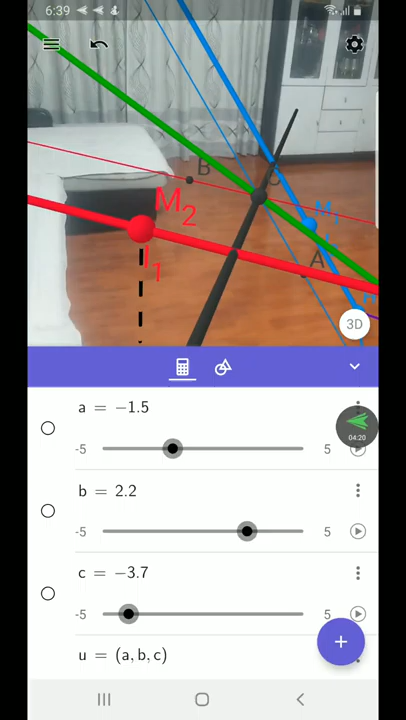 6:39
B
C
M₂
M₁
l₁
A
3D
a = −1.5
04:20
-5
5
b = 2.2
-5
5
c = −3.7
-5
5
+
u = (a, b, c)